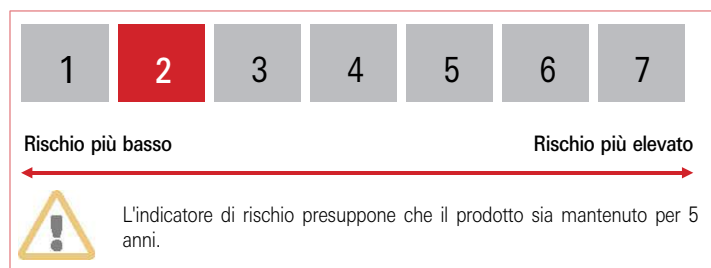 1 2 3 4 5 6 7
Rischio più basso Rischio più elevato
L'indicatore di rischio presuppone che il prodotto sia mantenuto per 5
anni.